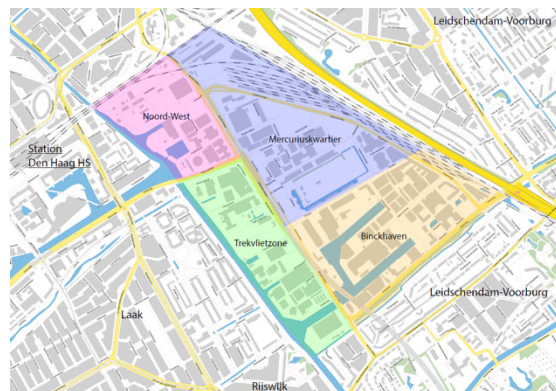 Leidschendam-Voorburg
Noord-West
Mercuriuskwartier
Station
Den Haag HS
Trekvlietzone
Binckhaven
Leidschendam-Voorburg
Laak
Rijswijk